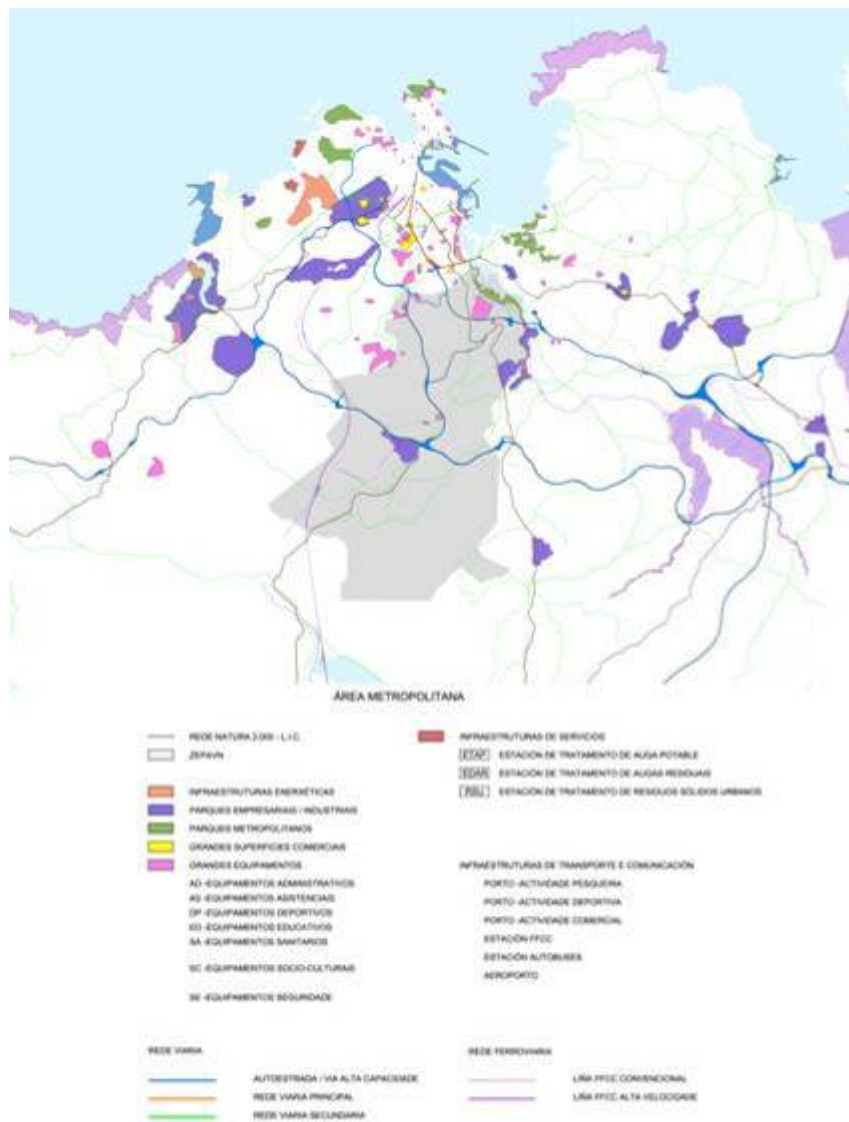 ÁREA METROPOLITANA
REDE NATURA 2.000 - L.I.C.
ZEPAVN
INFRAESTRUTURAS ENERXÉTICAS
PARQUES EMPRESARIAIS / INDUSTRIAIS
PARQUES METROPOLITANOS
GRANDES SUPERFICIES COMERCIAIS
GRANDES EQUIPAMENTOS
AD -EQUIPAMENTOS ADMINISTRATIVOS
AS -EQUIPAMENTOS ASISTENCIAIS
DP -EQUIPAMENTOS DEPORTIVOS
ED -EQUIPAMENTOS EDUCATIVOS
SA -EQUIPAMENTOS SANITARIOS
SC -EQUIPAMENTOS SOCIO-CULTURAIS
SE -EQUIPAMENTOS SEGURIDADE
INFRAESTRUTURAS DE SERVICIOS
ETAP ESTACIÓN DE TRATAMENTO DE AUGA POTABLE
EDAR ESTACIÓN DE TRATAMENTO DE AUGAS RESIDUAIS
RSU ESTACIÓN DE TRATAMENTO DE RESIDUOS SÓLIDOS URBANOS
INFRAESTRUTURAS DE TRANSPORTE E COMUNICACIÓN
PORTO -ACTIVIDADE PESQUEIRA
PORTO -ACTIVIDADE DEPORTIVA
PORTO -ACTIVIDADE COMERCIAL
ESTACIÓN FFCC
ESTACIÓN AUTOBUSES
AEROPORTO
REDE VIARIA
AUTOESTRADA / VIA ALTA CAPACIDADE
REDE VIARIA PRINCIPAL
REDE VIARIA SECUNDARIA
REDE FERROVIARIA
LIÑA FFCC CONVENCIONAL
LIÑA FFCC ALTA VELOCIDADE